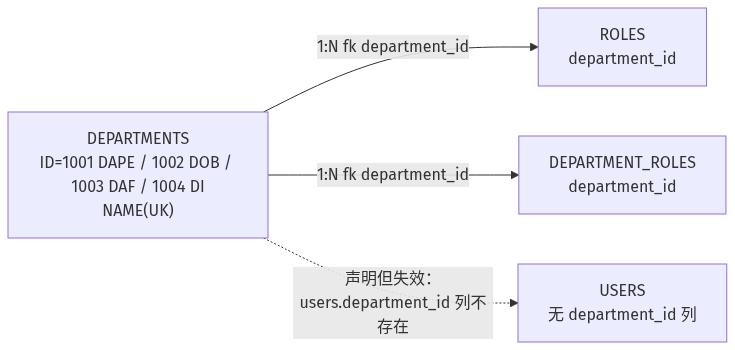 DEPARTMENTS
ID=1001 DAPE / 1002 DOB /
1003 DAF / 1004 DI
NAME(UK)
1:N fk department_id
ROLES
department_id
1:N fk department_id
DEPARTMENT_ROLES
department_id
声明但失效：
users.department_id 列不
存在
USERS
无 department_id 列